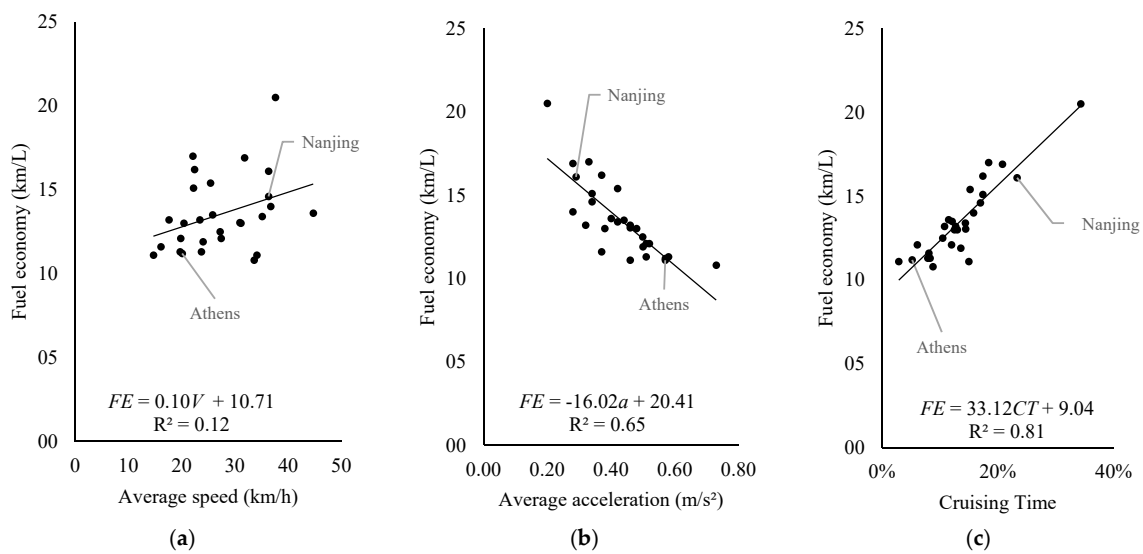 25
20
15
10
05
00
Fuel economy (km/L)
Nanjing
Athens
FE = 0.10V + 10.71
R² = 0.12
0 10 20 30 40 50
Average speed (km/h)
(a)
25
20
15
10
05
00
Fuel economy (km/L)
Nanjing
Athens
FE = -16.02a + 20.41
R² = 0.65
0.00 0.20 0.40 0.60 0.80
Average acceleration (m/s²)
(b)
25
20
15
10
05
00
Fuel economy (km/L)
Nanjing
Athens
FE = 33.12CT + 9.04
R² = 0.81
0% 20% 40%
Cruising Time
(c)